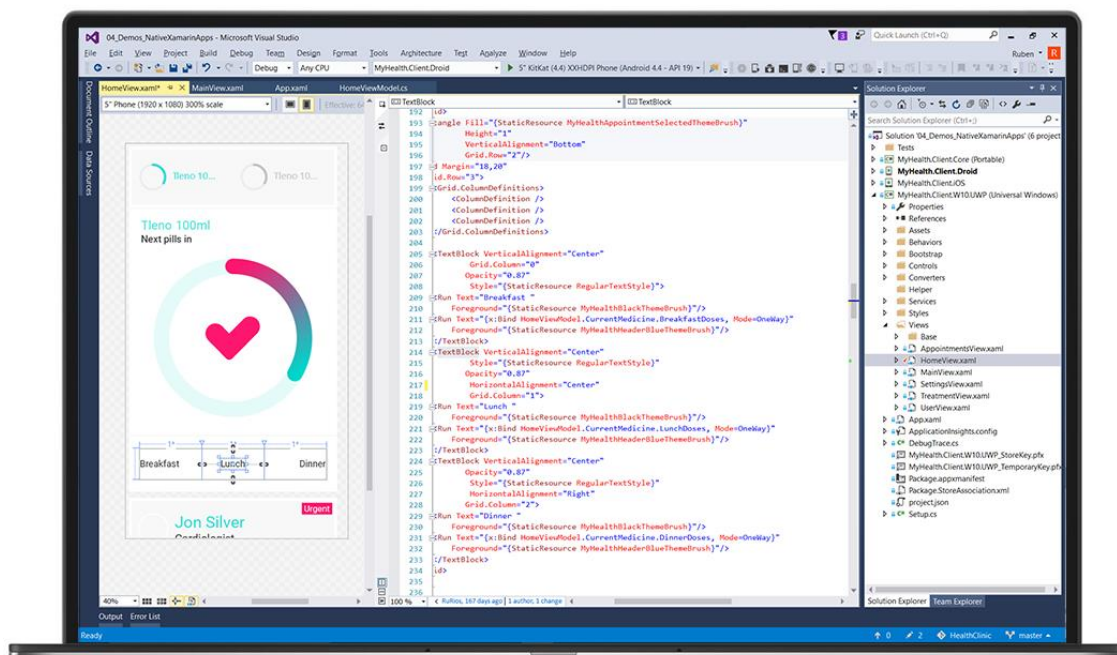 04_Demos_NativeXamarinApps - Microsoft Visual Studio
3
Quick Launch (Ctrl+Q)
File Edit View Project Build Debug Team Design Format Tools Architecture Test Analyze Window Help
Ruben
R
Debug Any CPU MyHealth.Client.Droid 5" KitKat (4.4) XXHDPI Phone (Android 4.4 - API 19)
Document Outline
Data Sources
HomeView.xaml* MainView.xaml App.xaml HomeViewModel.cs
5" Phone (1920 x 1080) 300% scale
Tleno 10... Tleno 10...
Tleno 100ml
Next pills in
1* 1* 1*
Breakfast Lunch Dinner
Urgent
Jon Silver
Cardiologist
40%
TextBlock TextBlock
192 id>
193 ctangle Fill="{StaticResource MyHealthAppointmentSelectedThemeBrush}"
194 Height="1"
195 VerticalAlignment="Bottom"
196 Grid.Row="2"/>
197 d Margin="18,20"
198 id.Row="3">
199 <Grid.ColumnDefinitions>
200 <ColumnDefinition />
201 <ColumnDefinition />
202 <ColumnDefinition />
203 </Grid.ColumnDefinitions>
204
205 <TextBlock VerticalAlignment="Center"
206 Grid.Column="0"
207 Opacity="0.87"
208 Style="{StaticResource RegularTextStyle}">
209 <Run Text="Breakfast "
210 Foreground="{StaticResource MyHealthBlackThemeBrush}"/>
211 <Run Text="{x:Bind HomeViewModel.CurrentMedicine.BreakfastDoses, Mode=OneWay}"
212 Foreground="{StaticResource MyHealthHeaderBlueThemeBrush}"/>
213 </TextBlock>
214 <TextBlock VerticalAlignment="Center"
215 Style="{StaticResource RegularTextStyle}"
216 Opacity="0.87"
217 HorizontalAlignment="Center"
218 Grid.Column="1">
219 <Run Text="Lunch "
220 Foreground="{StaticResource MyHealthBlackThemeBrush}"/>
221 <Run Text="{x:Bind HomeViewModel.CurrentMedicine.LunchDoses, Mode=OneWay}"
222 Foreground="{StaticResource MyHealthHeaderBlueThemeBrush}"/>
223 </TextBlock>
224 <TextBlock VerticalAlignment="Center"
225 Opacity="0.87"
226 Style="{StaticResource RegularTextStyle}"
227 HorizontalAlignment="Right"
228 Grid.Column="2">
229 <Run Text="Dinner "
230 Foreground="{StaticResource MyHealthBlackThemeBrush}"/>
231 <Run Text="{x:Bind HomeViewModel.CurrentMedicine.DinnerDoses, Mode=OneWay}"
232 Foreground="{StaticResource MyHealthHeaderBlueThemeBrush}"/>
233 </TextBlock>
234 id>
235
236
100 % RuRios, 167 days ago | 1 author, 1 change
Solution Explorer
Search Solution Explorer (Ctrl+;)
Solution '04_Demos_NativeXamarinApps' (6 project
Tests
MyHealth.Client.Core (Portable)
MyHealth.Client.Droid
MyHealth.Client.iOS
MyHealth.Client.W10.UWP (Universal Windows)
Properties
References
Assets
Behaviors
Bootstrap
Controls
Converters
Helper
Services
Styles
Views
Base
AppointmentsView.xaml
HomeView.xaml
MainView.xaml
SettingsView.xaml
TreatmentView.xaml
UserView.xaml
App.xaml
ApplicationInsights.config
DebugTrace.cs
MyHealth.Client.W10.UWP_StoreKey.pfx
MyHealth.Client.W10.UWP_TemporaryKey.pfx
Package.appxmanifest
Package.StoreAssociation.xml
project.json
Setup.cs
Solution Explorer Team Explorer
Output Error List
Ready
0 2 HealthClinic master